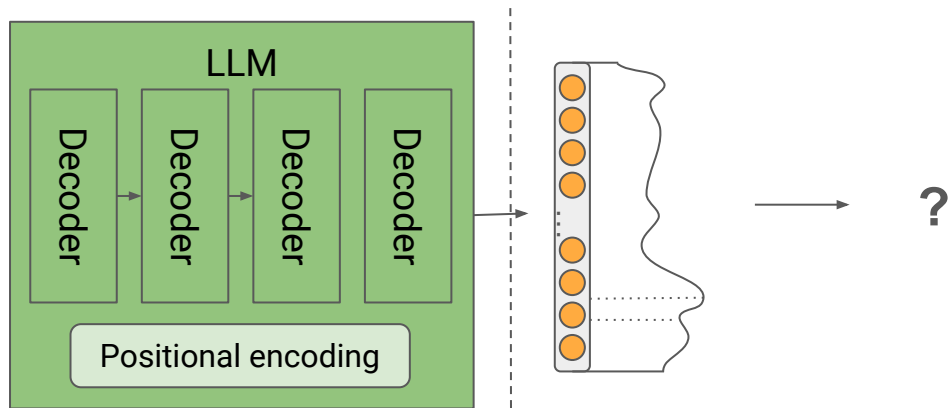 LLM
Decoder
Decoder
Decoder
Decoder
Positional encoding
...
?